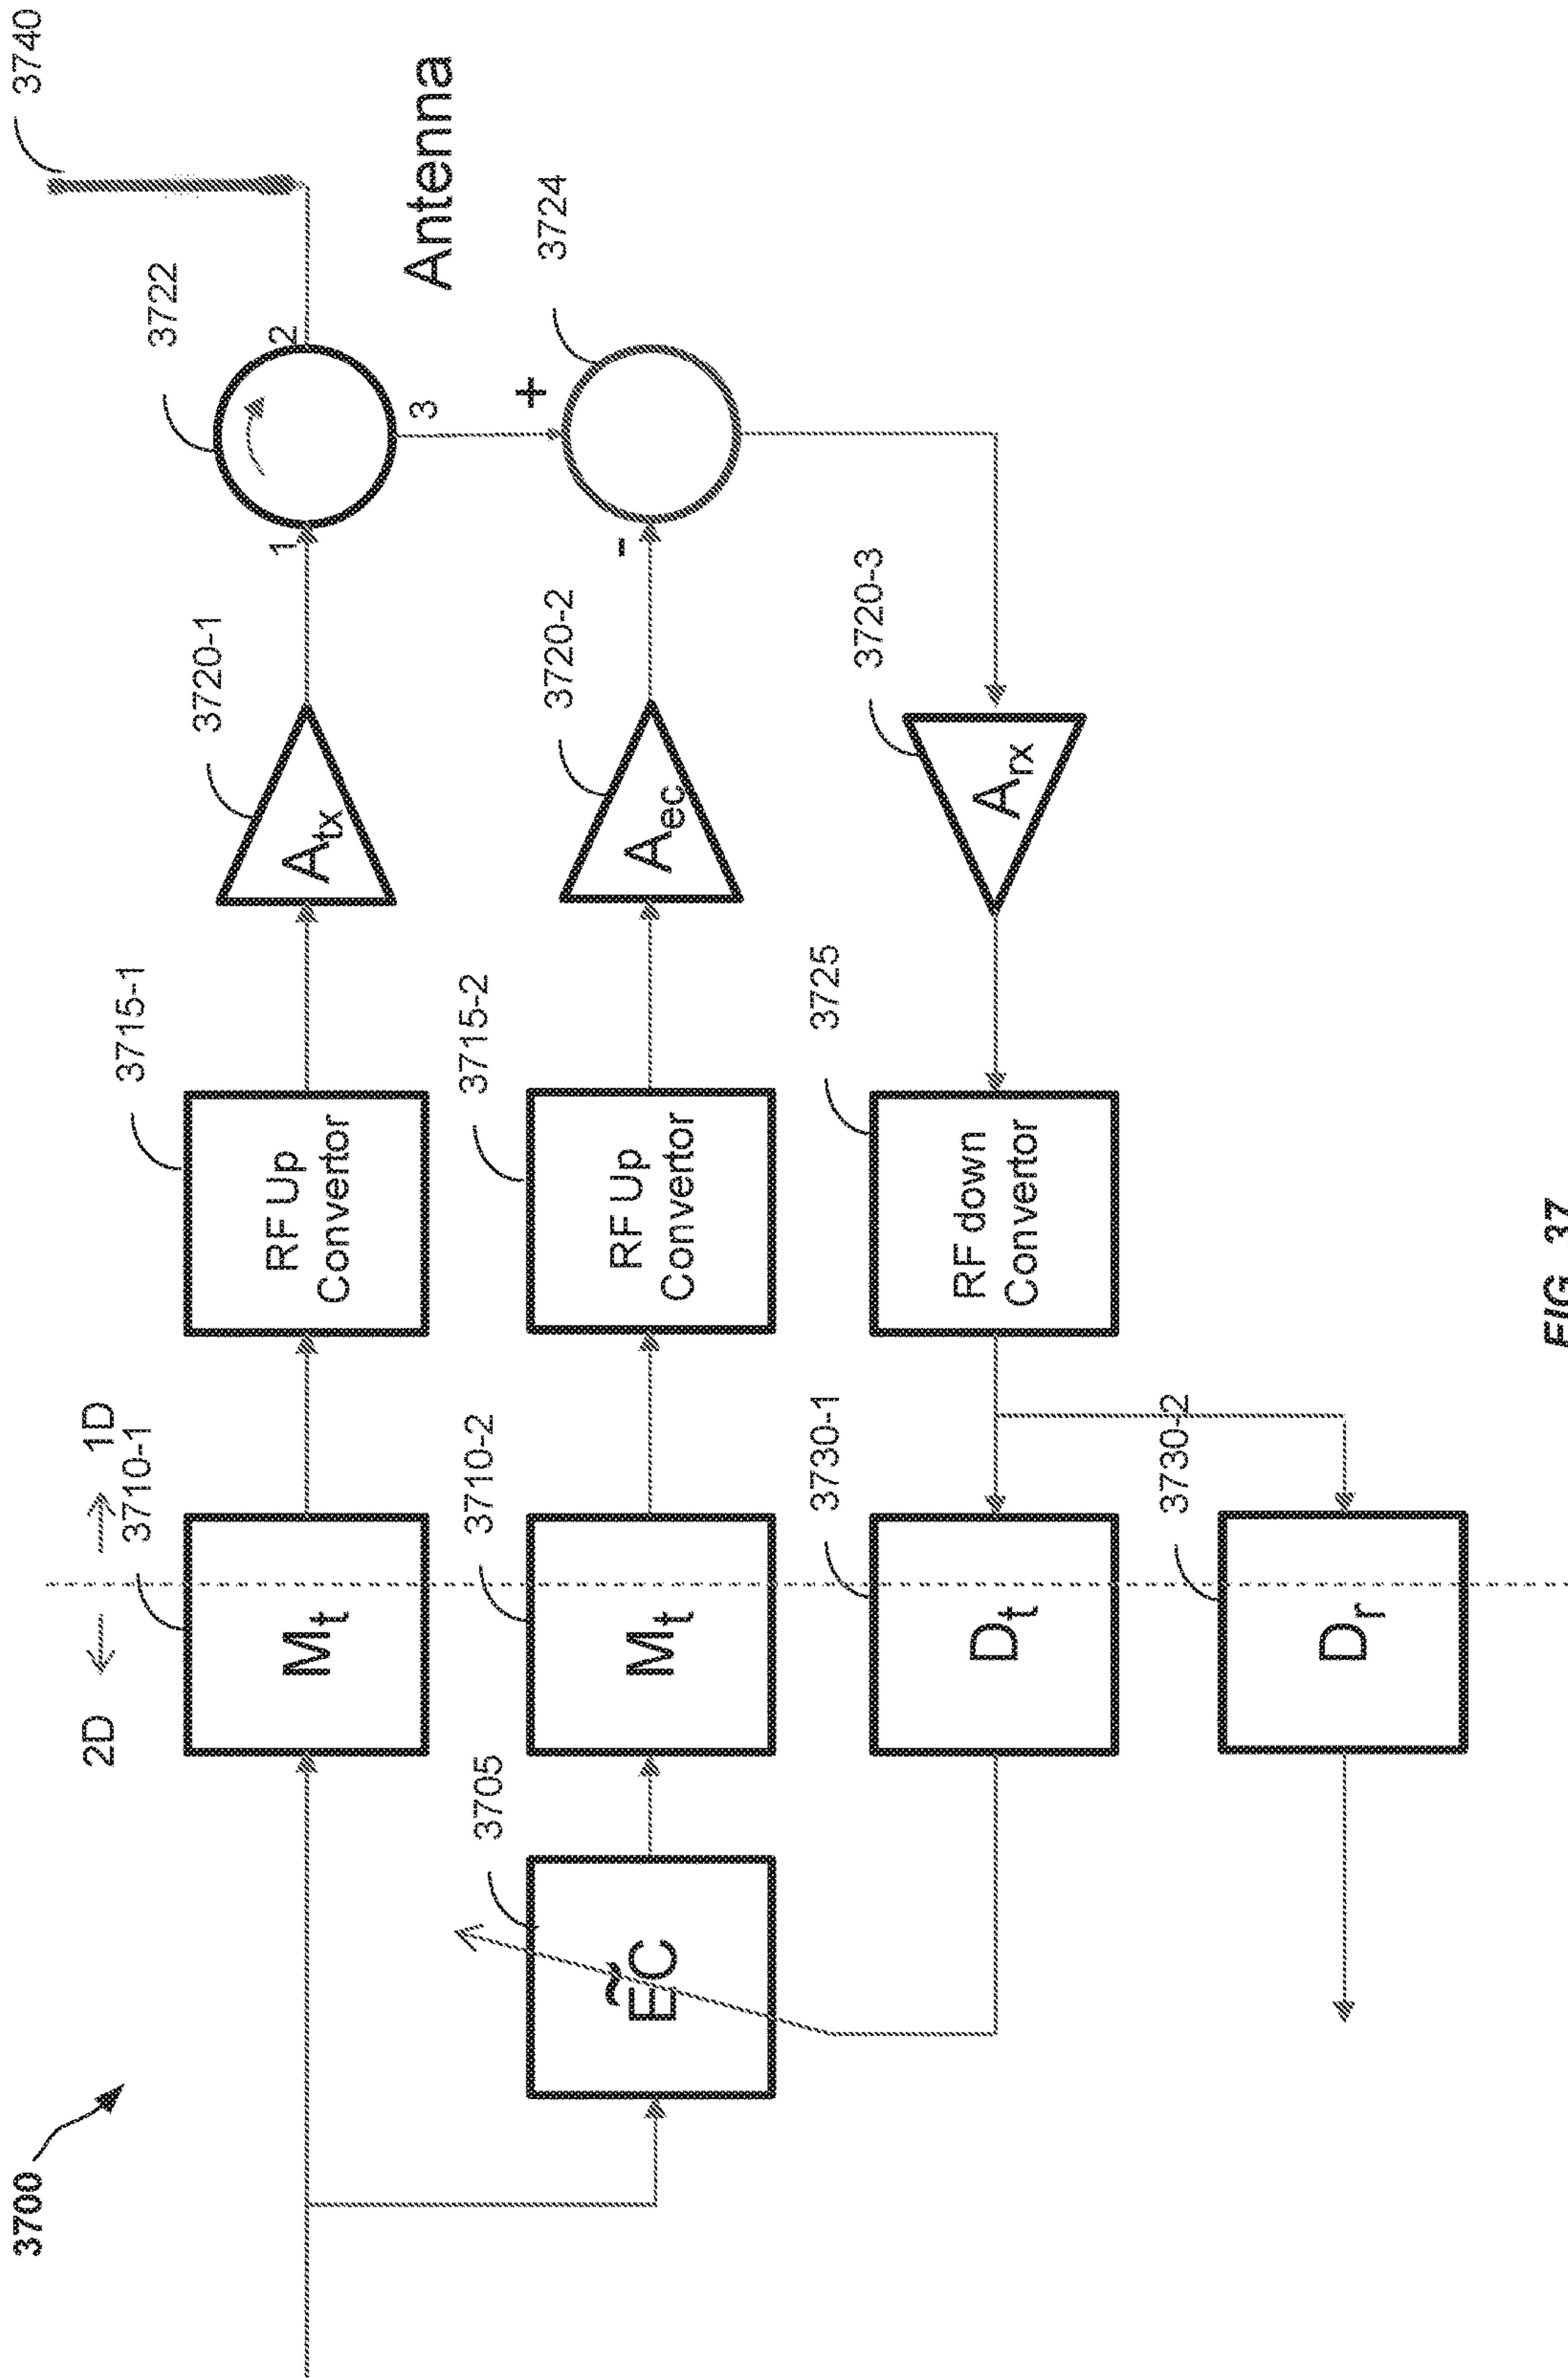 3700
2D
1D
3710-1
Mt
3715-1
RF Up
Convertor
3720-1
Atx
1
3722
2
3
3740
Antenna
3705
ẼC
3710-2
Mt
3715-2
RF Up
Convertor
3720-2
Aec
-
+
3724
3730-1
Dt
3725
RF down
Convertor
3720-3
Arx
3730-2
Dr
FIG. 37